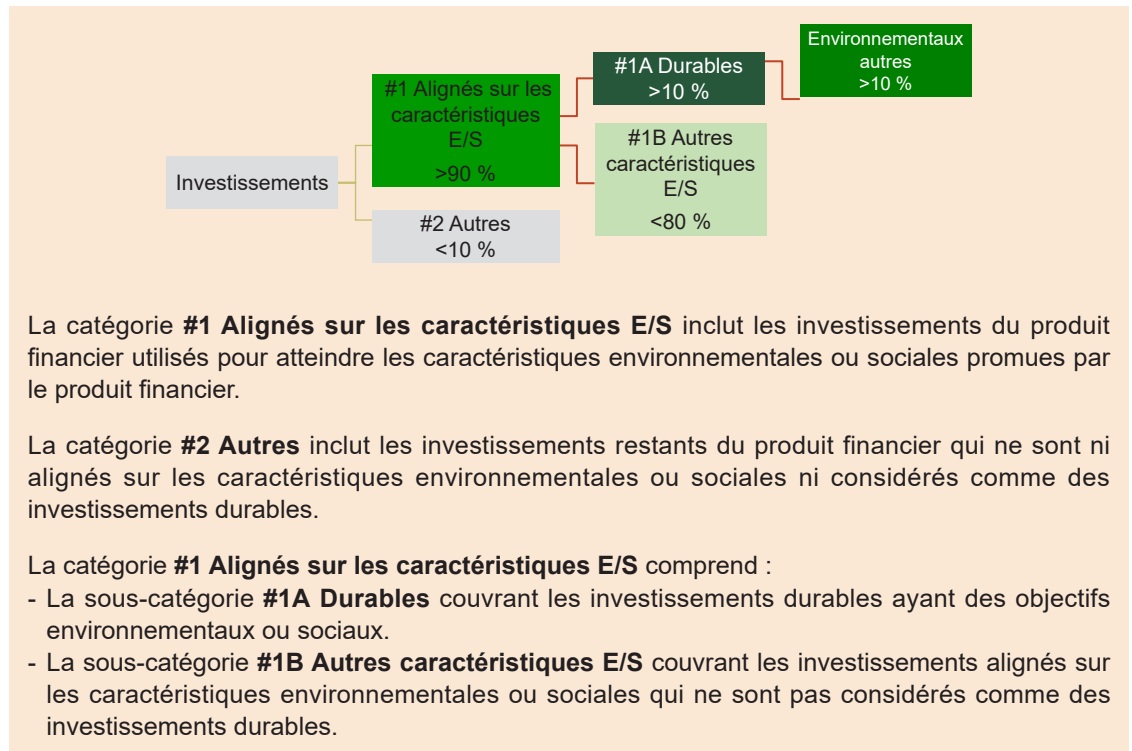 Environnementaux
autres
>10 %
#1A Durables
>10 %
#1 Alignés sur les
caractéristiques
E/S
>90 %
#1B Autres
caractéristiques
E/S
<80 %
Investissements
#2 Autres
<10 %
La catégorie #1 Alignés sur les caractéristiques E/S inclut les investissements du produit
financier utilisés pour atteindre les caractéristiques environnementales ou sociales promues par
le produit financier.
La catégorie #2 Autres inclut les investissements restants du produit financier qui ne sont ni
alignés sur les caractéristiques environnementales ou sociales ni considérés comme des
investissements durables.
La catégorie #1 Alignés sur les caractéristiques E/S comprend :
- La sous-catégorie #1A Durables couvrant les investissements durables ayant des objectifs
environnementaux ou sociaux.
- La sous-catégorie #1B Autres caractéristiques E/S couvrant les investissements alignés sur
les caractéristiques environnementales ou sociales qui ne sont pas considérés comme des
investissements durables.